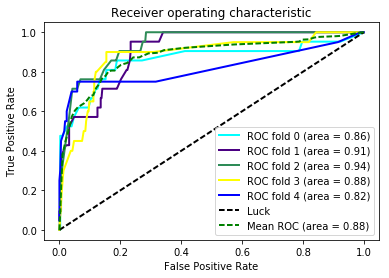 Receiver operating characteristic
True Positive Rate
1.0
0.8
0.6
0.4
0.2
0.0
ROC fold 0 (area = 0.86)
ROC fold 1 (area = 0.91)
ROC fold 2 (area = 0.94)
ROC fold 3 (area = 0.88)
ROC fold 4 (area = 0.82)
Luck
Mean ROC (area = 0.88)
0.0 0.2 0.4 0.6 0.8 1.0
False Positive Rate